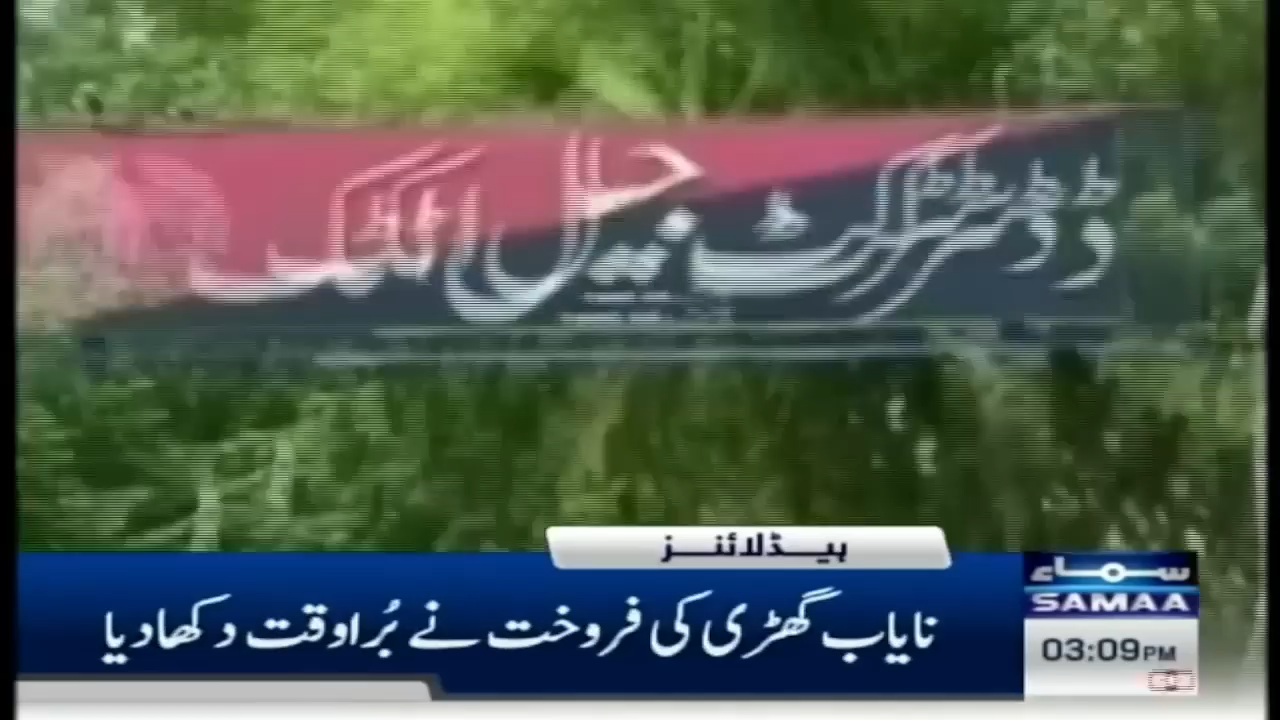 ڈسٹرکٹ جیل اٹک
ہیڈلائنز
نایاب گھڑی کی فروخت نے بُرا وقت دکھا دیا
سماء
SAMAA
03:09PM